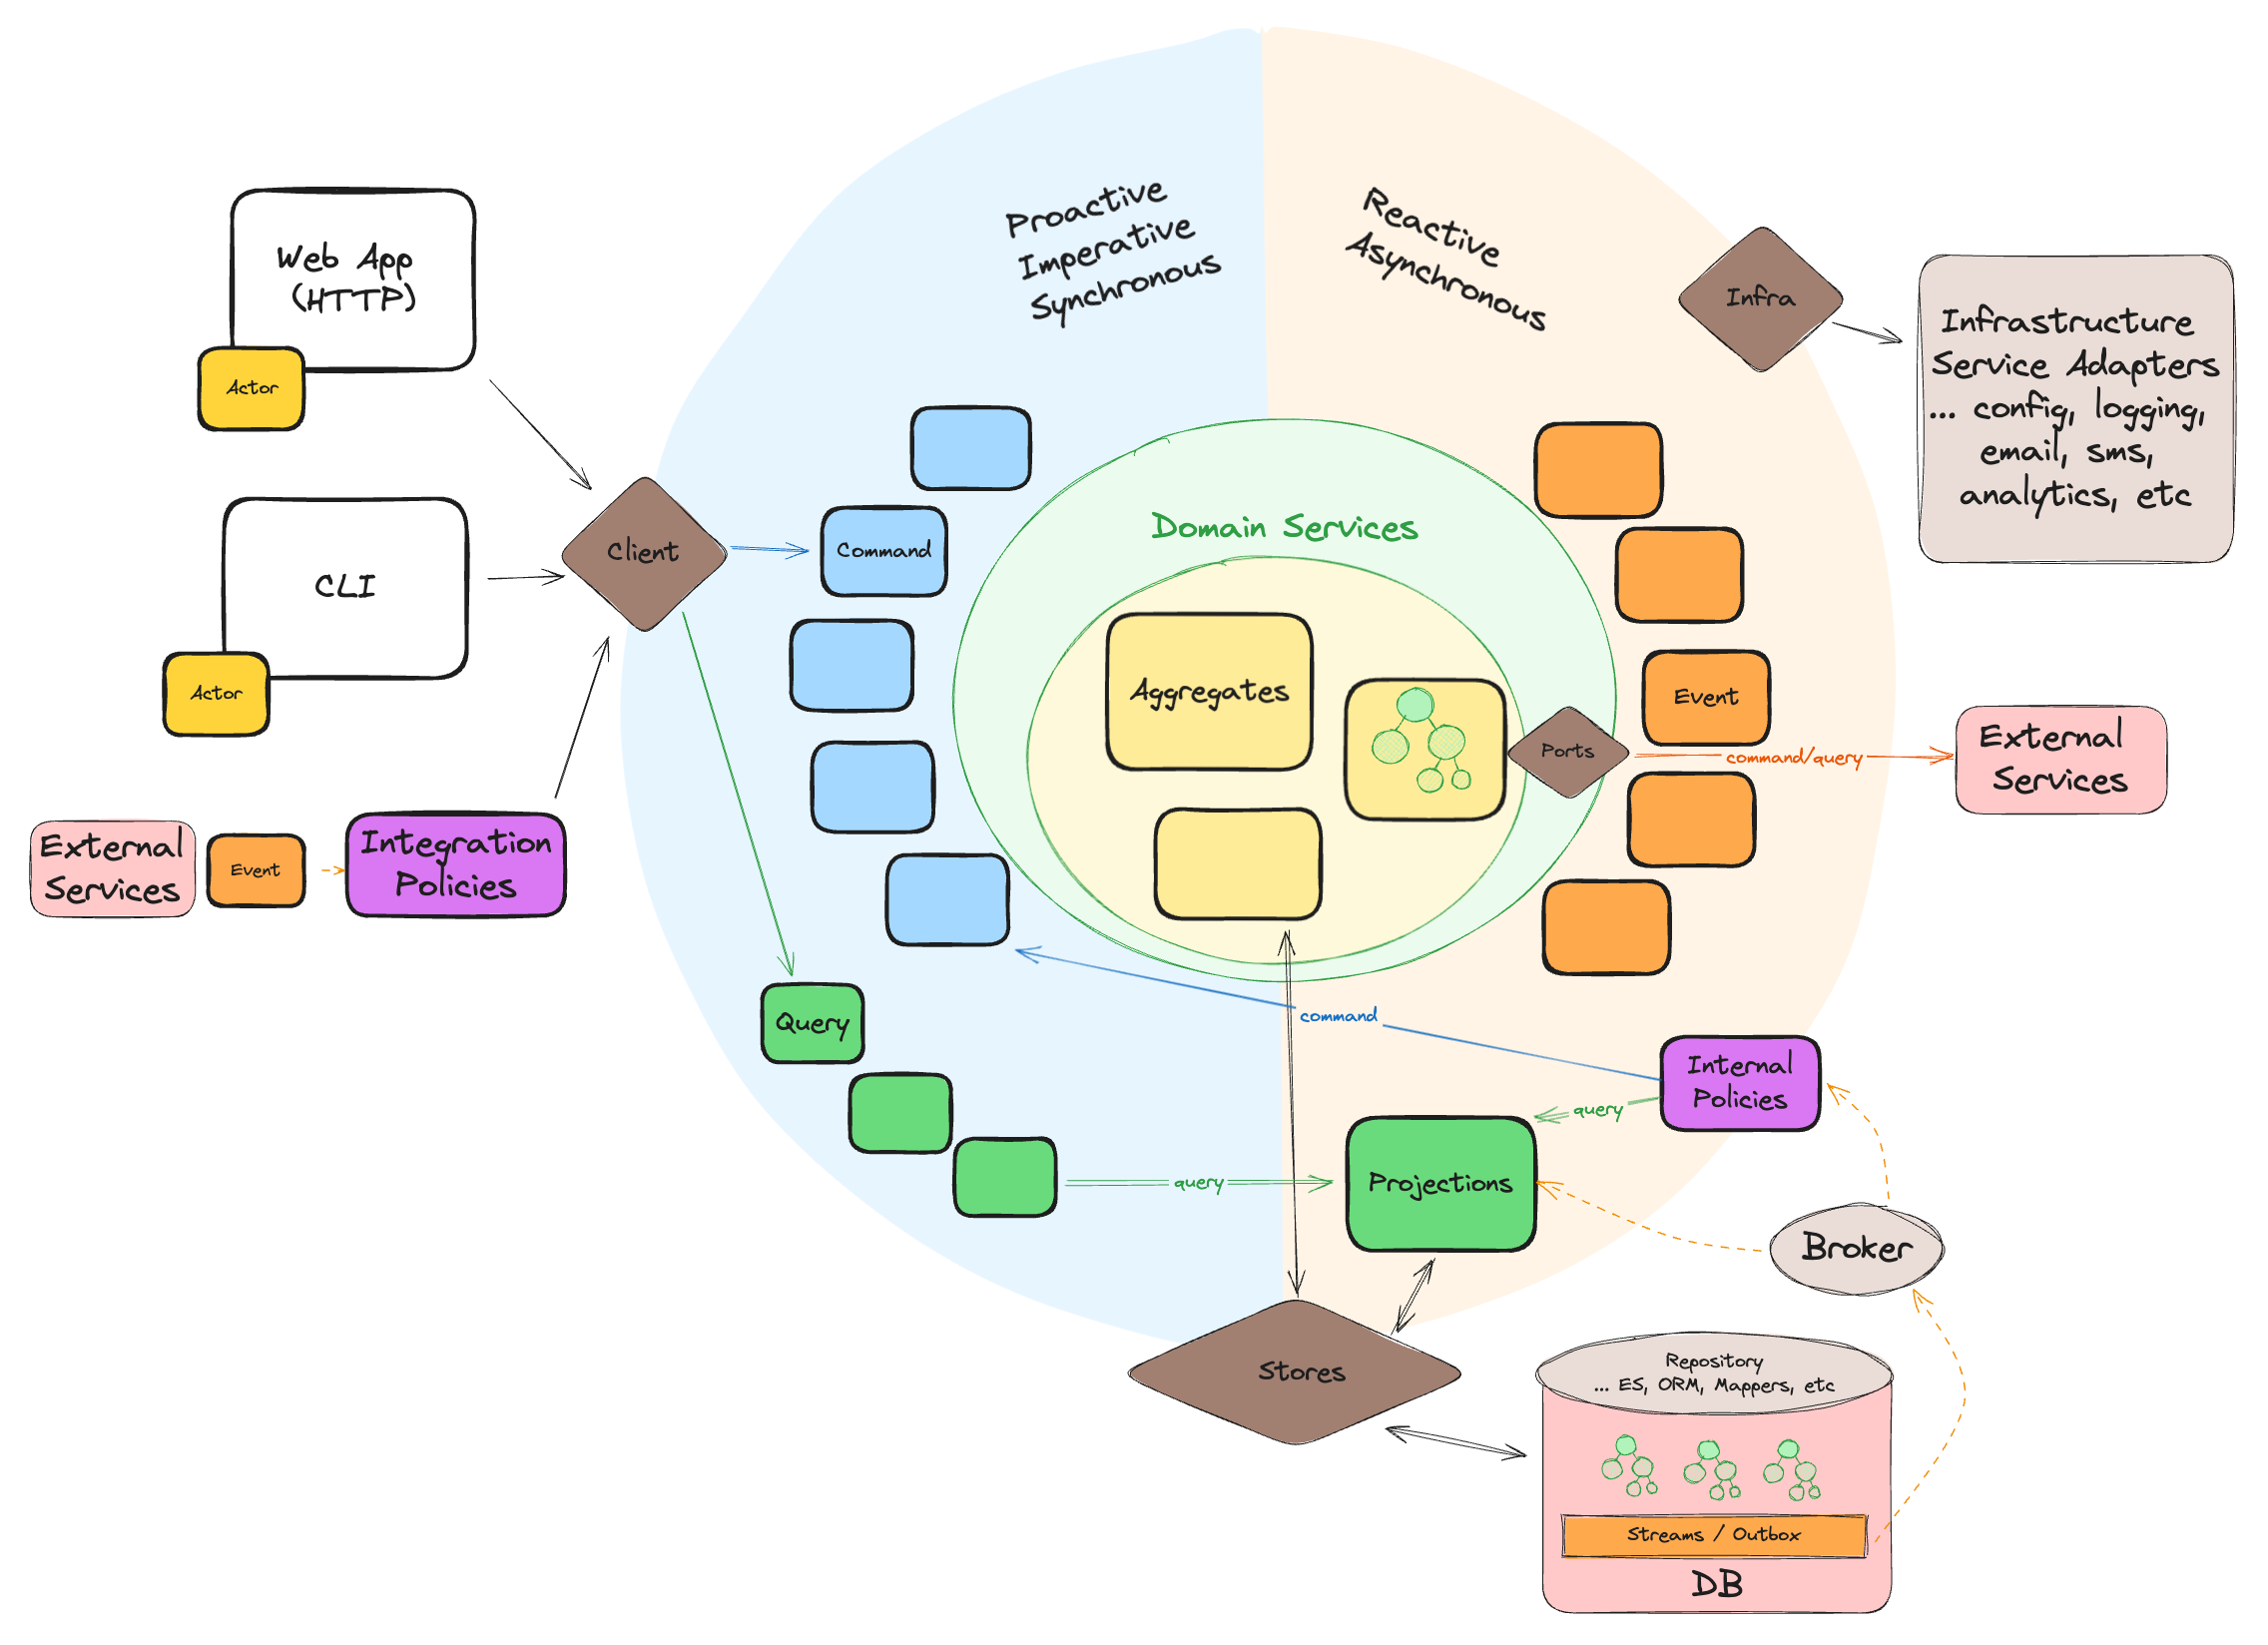 Proactive
Imperative
Synchronous
Reactive
Asynchronous
Web App
(HTTP)
Actor
CLI
Actor
External
Services
Event
Integration
Policies
Client
Command
Query
query
Domain Services
Aggregates
Ports
Event
command/query
External
Services
Infra
Infrastructure
Service Adapters
... config, logging,
email, sms,
analytics, etc
command
Internal
Policies
query
Projections
Broker
Stores
Repository
... ES, ORM, Mappers, etc
Streams / Outbox
DB